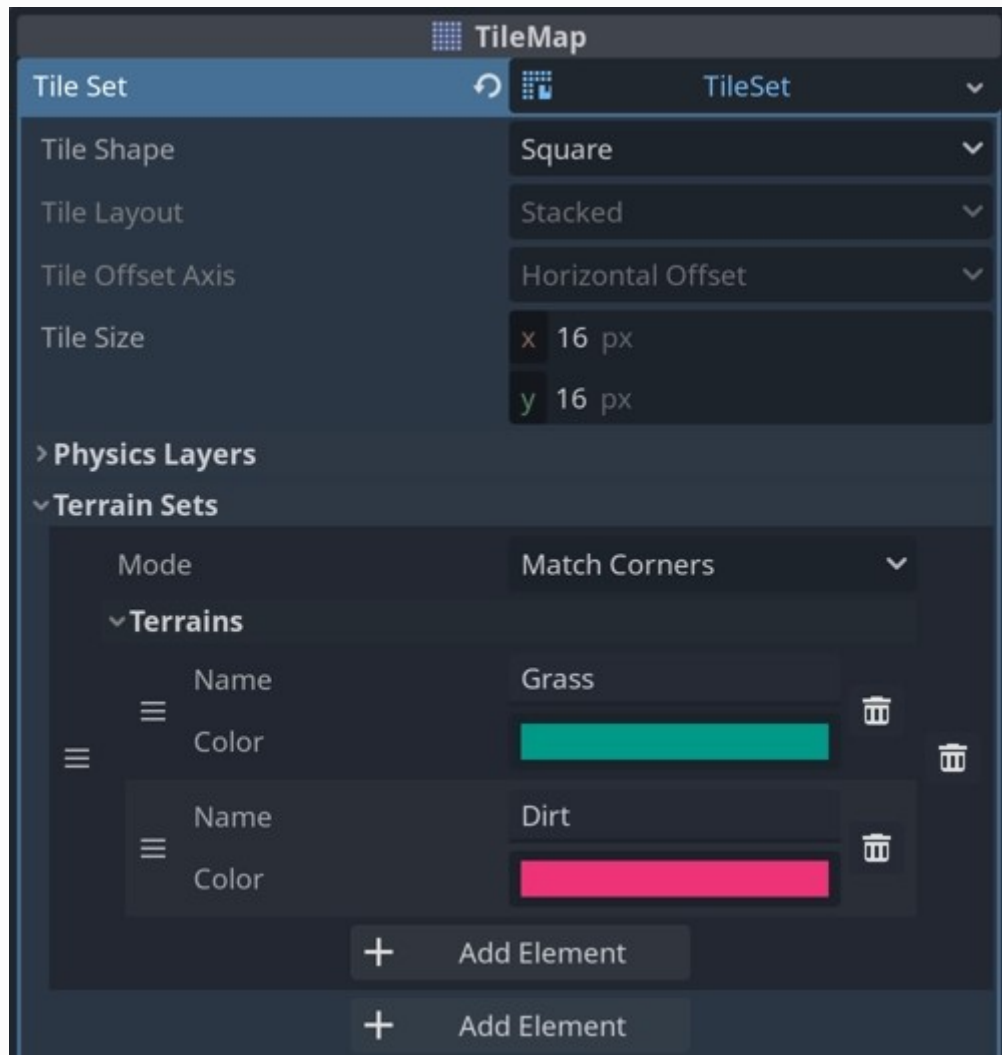 TileMap
Tile Set TileSet
Tile Shape Square
Tile Layout Stacked
Tile Offset Axis Horizontal Offset
Tile Size x 16 px
y 16 px
Physics Layers
Terrain Sets
Mode Match Corners
Terrains
Name Grass
Color
Name Dirt
Color
+ Add Element
+ Add Element